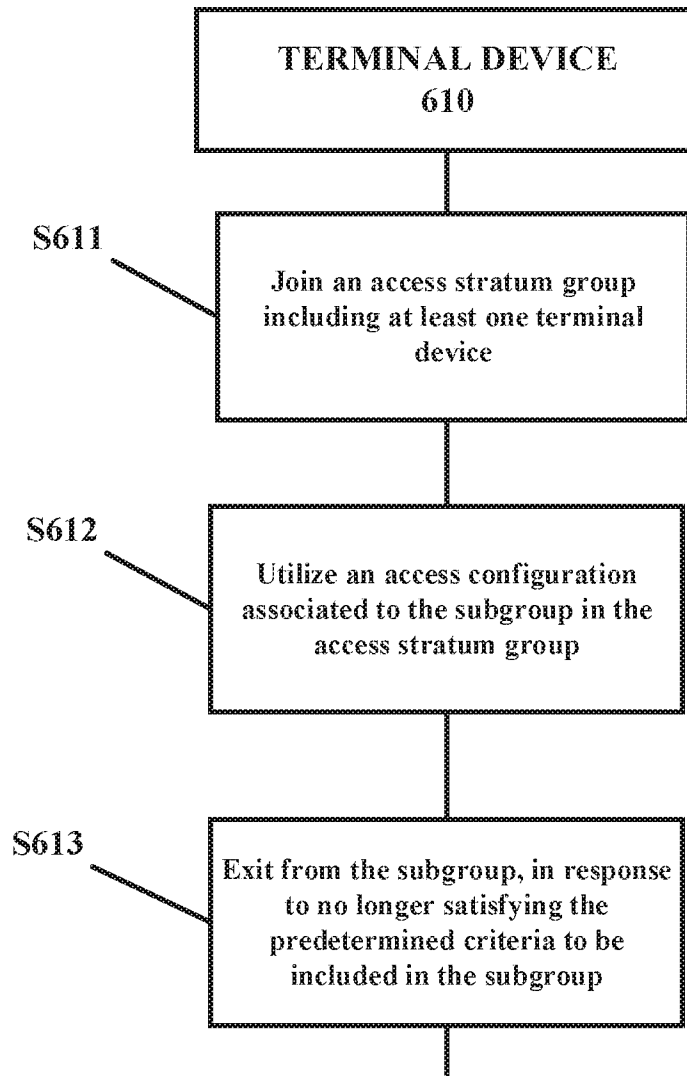 TERMINAL DEVICE
610
S611
Join an access stratum group
including at least one terminal
device
S612
Utilize an access configuration
associated to the subgroup in the
access stratum group
S613
Exit from the subgroup, in response
to no longer satisfying the
predetermined criteria to be
included in the subgroup